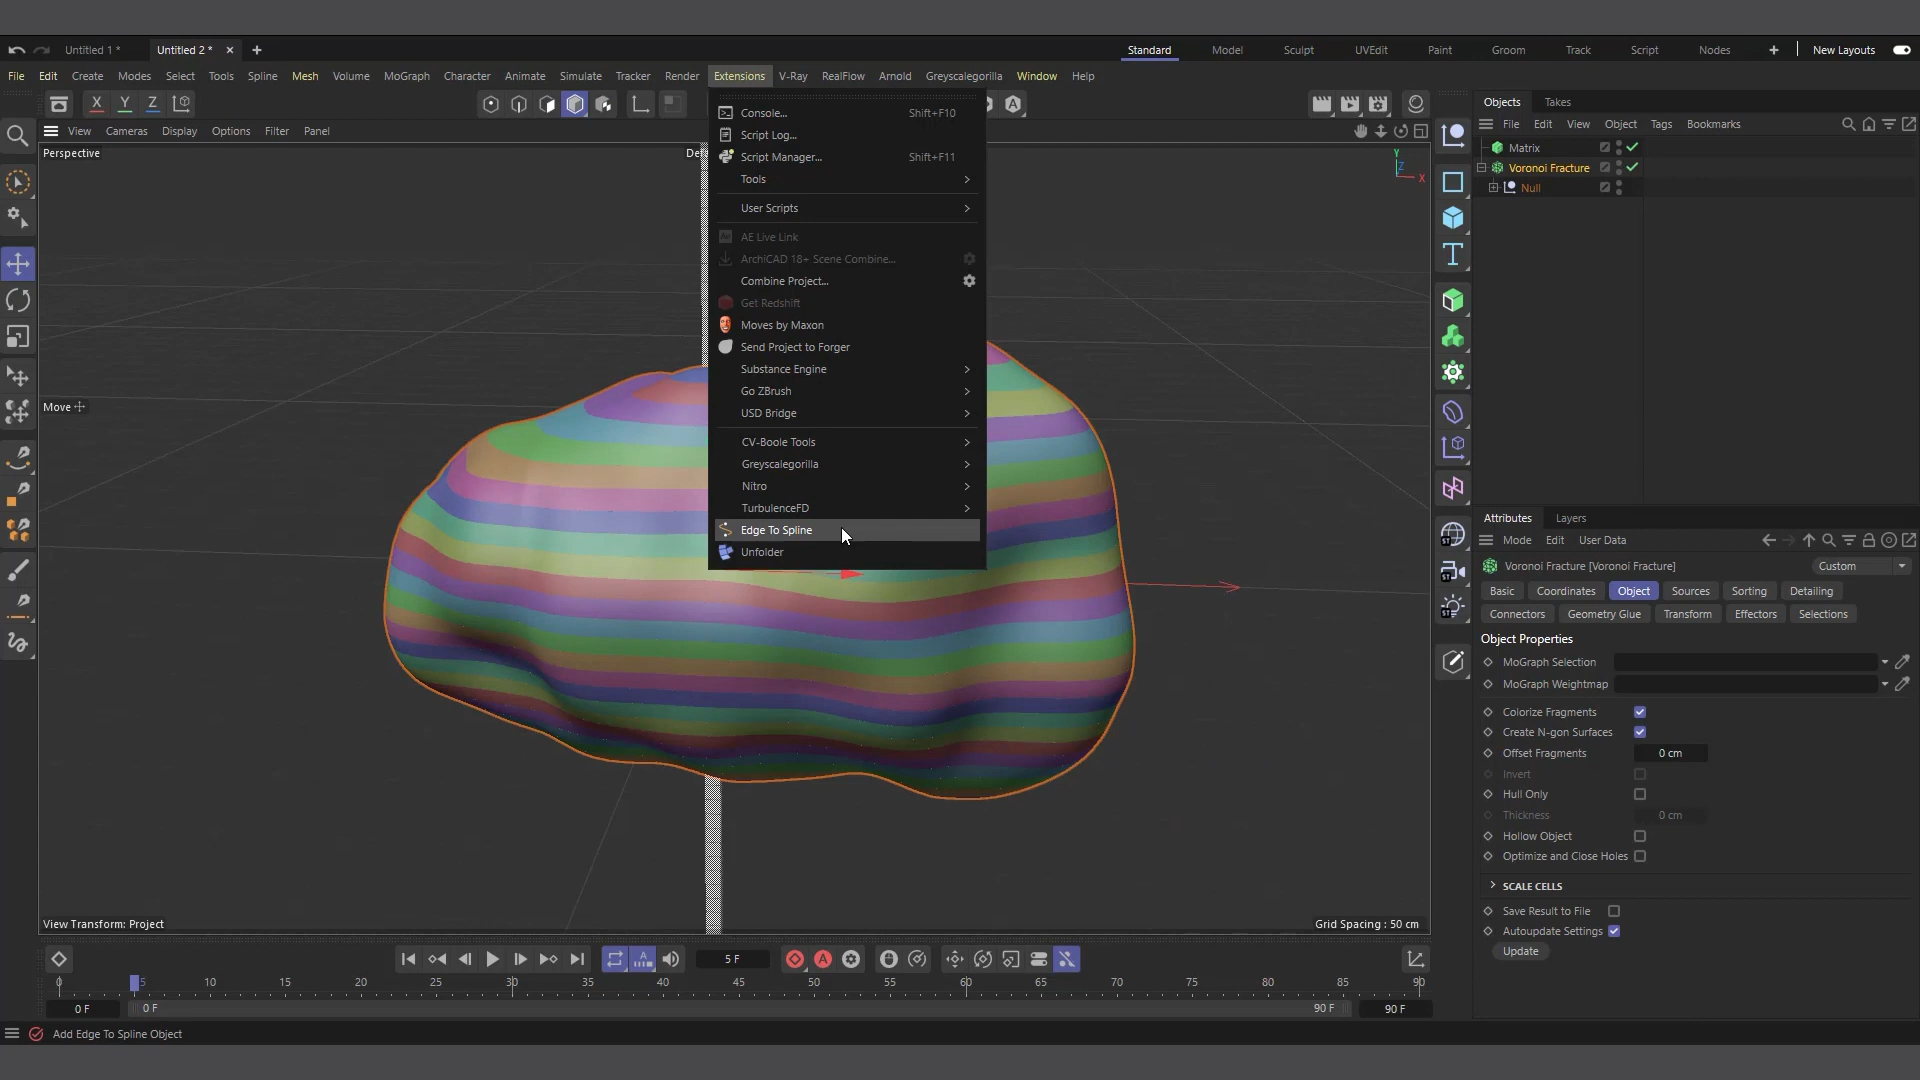 Untitled 1 * Untitled 2 * Standard Model Sculpt UVEdit Paint Groom Track Script Nodes New Layouts
File Edit Create Modes Select Tools Spline Mesh Volume MoGraph Character Animate Simulate Tracker Render Extensions V-Ray RealFlow Arnold Greyscalegorilla Window Help
X Y Z
View Cameras Display Options Filter Panel
Perspective
Defa
Move
Console... Shift+F10
Script Log...
Script Manager... Shift+F11
Tools
User Scripts
AE Live Link
ArchiCAD 18+ Scene Combine...
Combine Project...
Get Redshift
Moves by Maxon
Send Project to Forger
Substance Engine
Go ZBrush
USD Bridge
CV-Boole Tools
Greyscalegorilla
Nitro
TurbulenceFD
Edge To Spline
Unfolder
Y
Z
X
View Transform: Project
Grid Spacing : 50 cm
Objects Takes
File Edit View Object Tags Bookmarks
Matrix
Voronoi Fracture
Null
Attributes Layers
Mode Edit User Data
Voronoi Fracture [Voronoi Fracture] Custom
Basic Coordinates Object Sources Sorting Detailing
Connectors Geometry Glue Transform Effectors Selections
Object Properties
MoGraph Selection
MoGraph Weightmap
Colorize Fragments
Create N-gon Surfaces
Offset Fragments 0 cm
Invert
Hull Only
Thickness 0 cm
Hollow Object
Optimize and Close Holes
SCALE CELLS
Save Result to File
Autoupdate Settings
Update
5 F
0 5 10 15 20 25 30 35 40 45 50 55 60 65 70 75 80 85 90
0 F 0 F 90 F 90 F
Add Edge To Spline Object